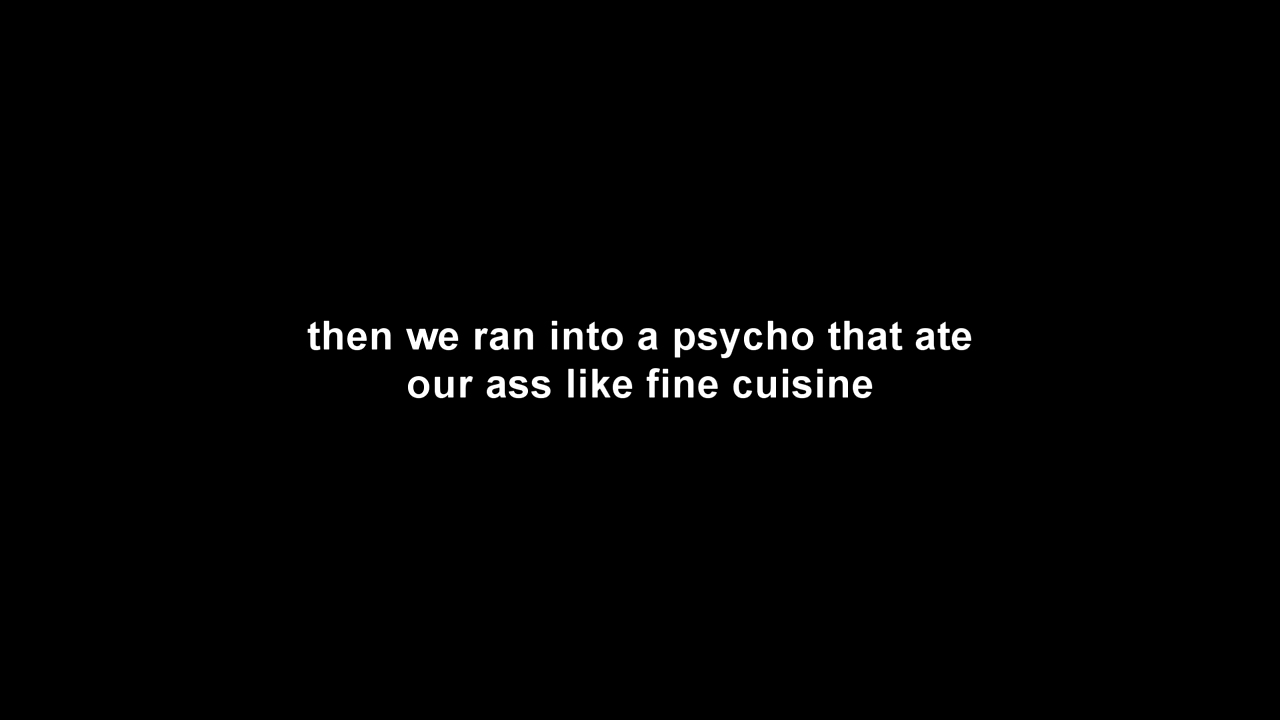 then we ran into a psycho that ate
our ass like fine cuisine